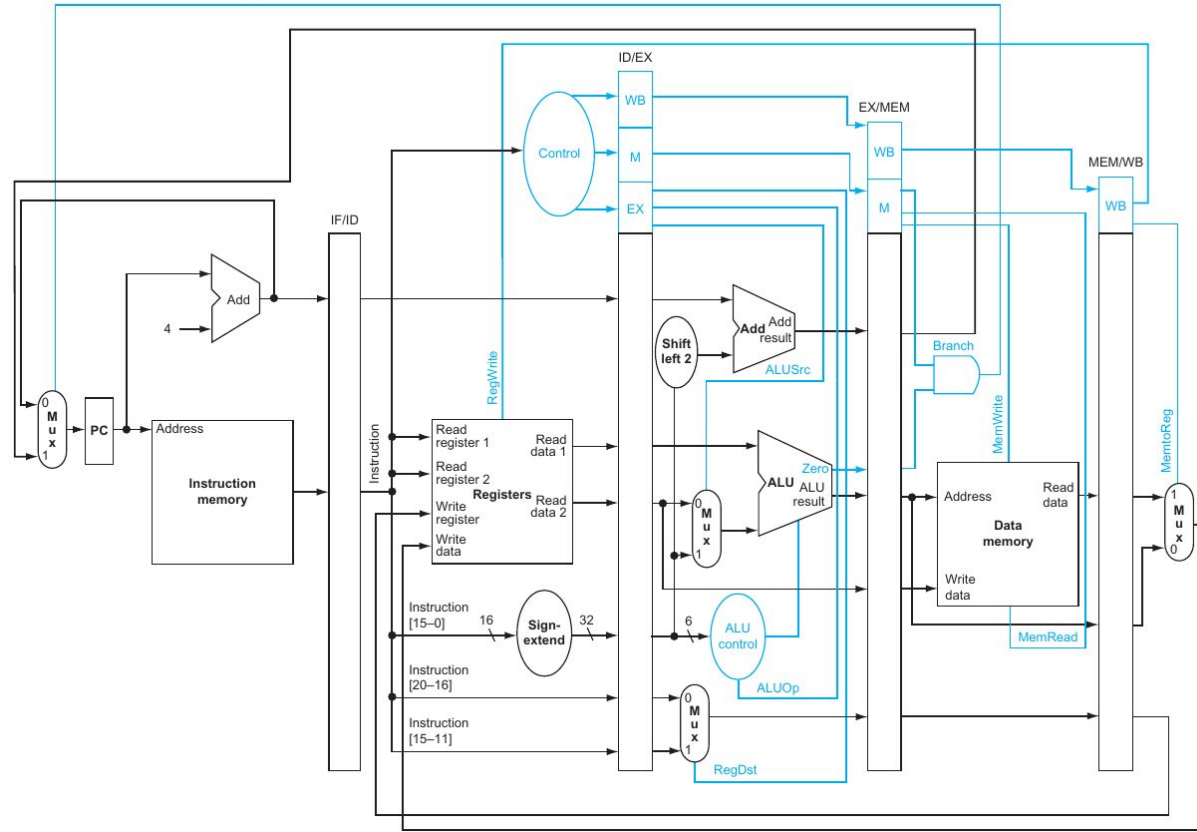 ID/EX
WB
EX/MEM
Control
M
WB
MEM/WB
EX
M
WB
IF/ID
Add
4
Add
Add
result
Shift
left 2
ALUSrc
Branch
RegWrite
MemWrite
MemtoReg
0
M
u
x
1
PC
Address
Instruction
memory
Instruction
Read
register 1
Read
register 2
Write
register
Write
data
Registers
Read
data 1
Read
data 2
0
M
u
x
1
Zero
ALU
ALU
result
Address
Read
data
Data
memory
Write
data
1
M
u
x
0
MemRead
Instruction
[15–0]
16
Sign-
extend
32
6
ALU
control
ALUOp
Instruction
[20–16]
Instruction
[15–11]
0
M
u
x
1
RegDst